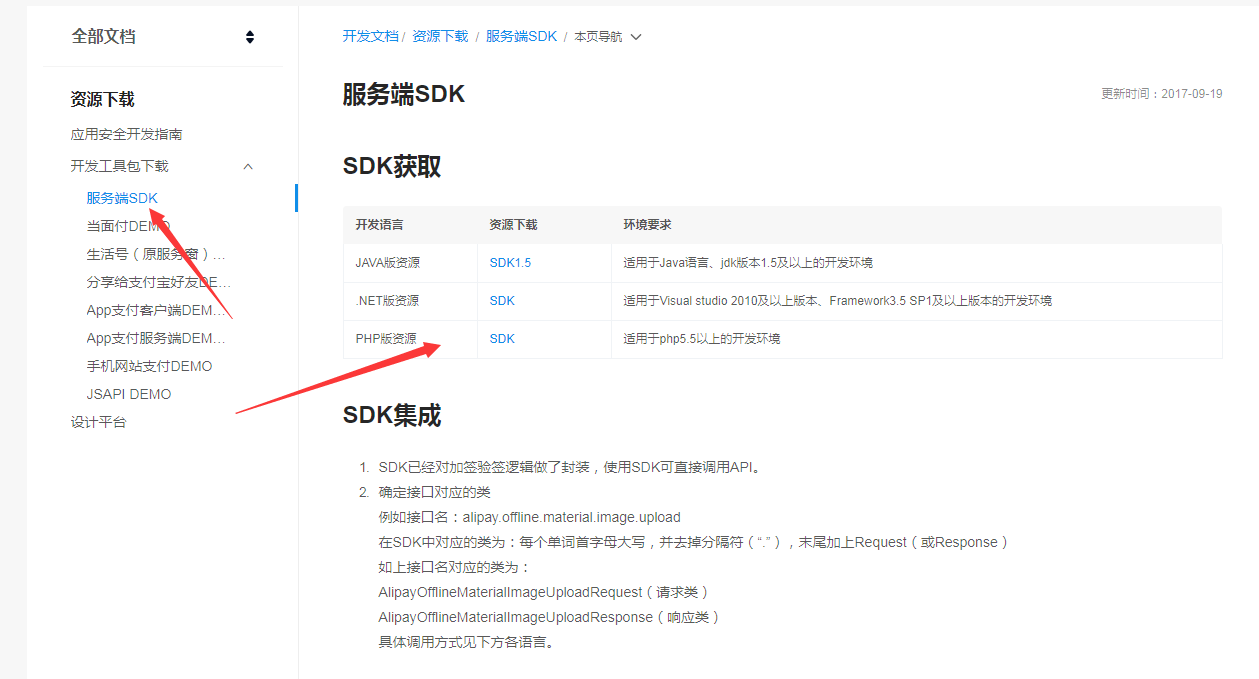 全部文档
资源下载
应用安全开发指南
开发工具包下载
服务端SDK
当面付DEMO
生活号（原服务窗）...
分享给支付宝好友DE...
App支付客户端DEM...
App支付服务端DEM...
手机网站支付DEMO
JSAPI DEMO
设计平台
开发文档 / 资源下载 / 服务端SDK / 本页导航
服务端SDK
更新时间：2017-09-19
SDK获取
开发语言 资源下载 环境要求
JAVA版资源 SDK1.5 适用于Java语言、jdk版本1.5及以上的开发环境
.NET版资源 SDK 适用于Visual studio 2010及以上版本、Framework3.5 SP1及以上版本的开发环境
PHP版资源 SDK 适用于php5.5以上的开发环境
SDK集成
1. SDK已经对加签验签逻辑做了封装，使用SDK可直接调用API。
2. 确定接口对应的类
例如接口名：alipay.offline.material.image.upload
在SDK中对应的类为：每个单词首字母大写，并去掉分隔符（“.”），末尾加上Request（或Response）
如上接口名对应的类为：
AlipayOfflineMaterialImageUploadRequest（请求类）
AlipayOfflineMaterialImageUploadResponse（响应类）
具体调用方式见下方各语言。